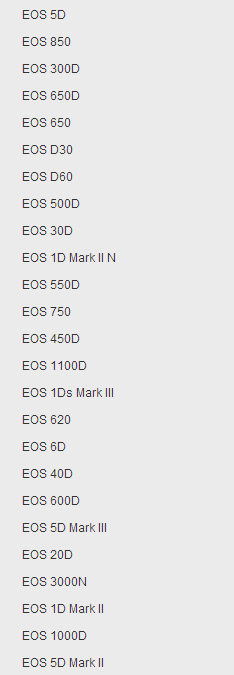 EOS 5D
EOS 850
EOS 300D
EOS 650D
EOS 650
EOS D30
EOS D60
EOS 500D
EOS 30D
EOS 1D Mark II N
EOS 550D
EOS 750
EOS 450D
EOS 1100D
EOS 1Ds Mark III
EOS 620
EOS 6D
EOS 40D
EOS 600D
EOS 5D Mark III
EOS 20D
EOS 3000N
EOS 1D Mark II
EOS 1000D
EOS 5D Mark II